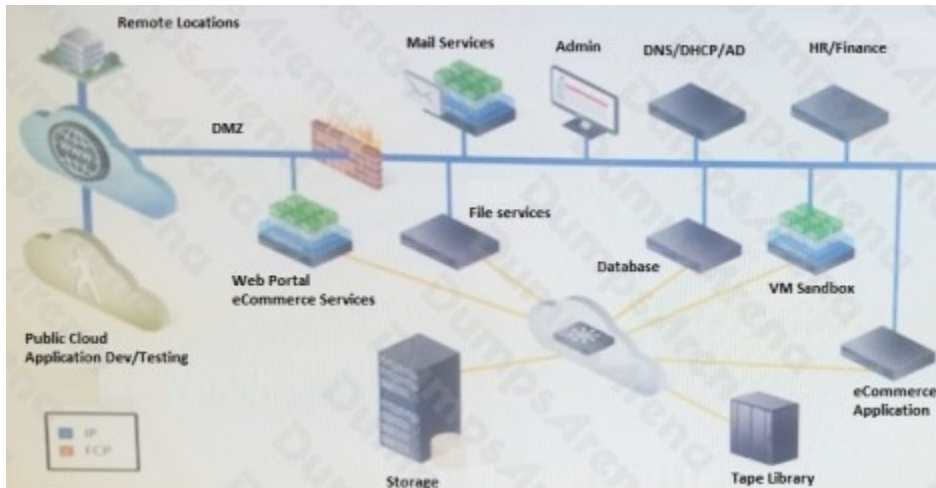 Remote Locations
Mail Services
Admin
DNS/DHCP/AD
HR/Finance
DMZ
File services
Web Portal
eCommerce Services
Database
VM Sandbox
Public Cloud
Application Dev/Testing
eCommerce
Application
Storage
Tape Library
IP
FCP
DumpsArena